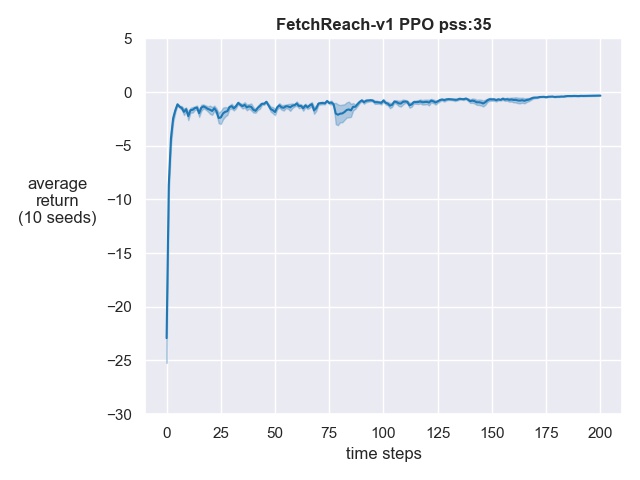 FetchReach-v1 PPO pss:35
5
0
−5
−10
−15
−20
−25
−30
average
return
(10 seeds)
0 25 50 75 100 125 150 175 200
time steps